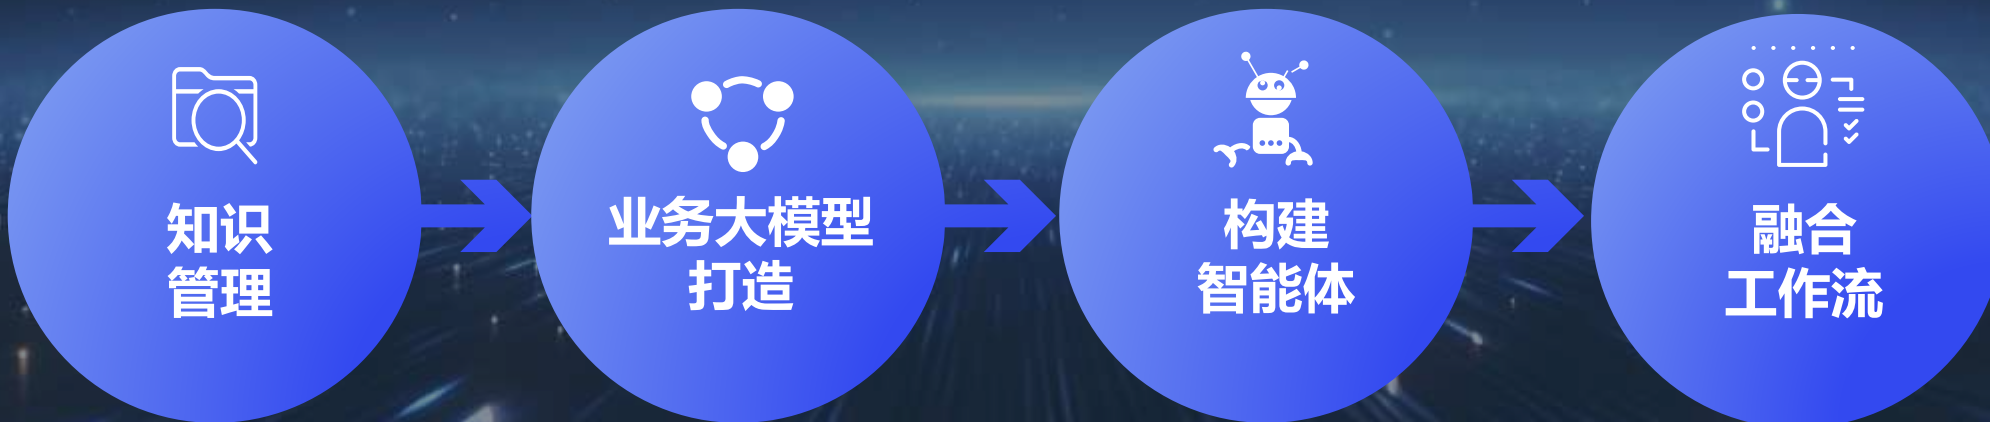 知识
管理
业务大模型
打造
构建
智能体
融合
工作流